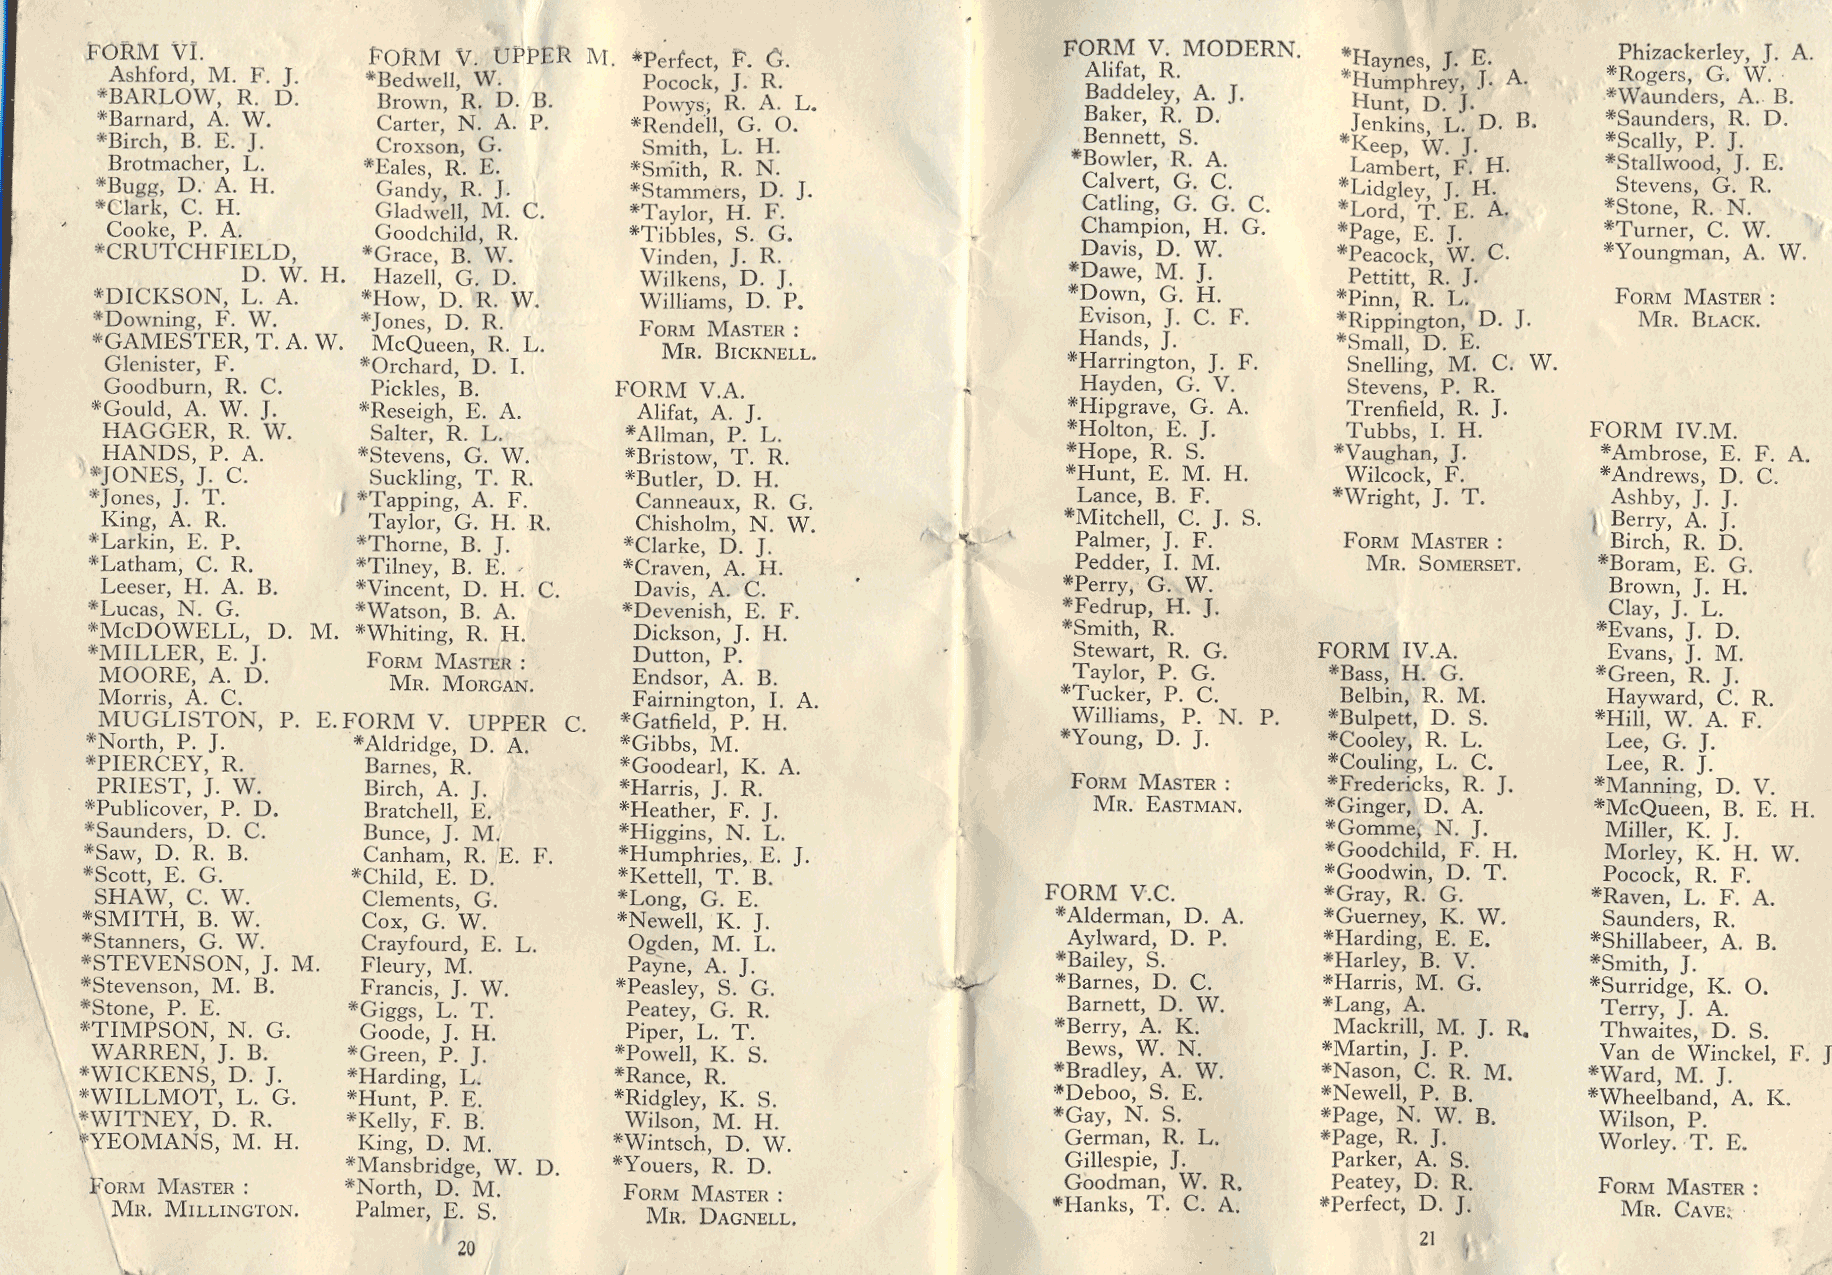 FORM VI.
Ashford, M. F. J.
*BARLOW, R. D.
*Barnard, A. W.
*Birch, B. E. J.
Brotmacher, L.
*Bugg, D. A. H.
*Clark, C. H.
Cooke, P. A.
*CRUTCHFIELD,
D. W. H.
*DICKSON, L. A.
*Downing, F. W.
*GAMESTER, T. A. W.
Glenister, F.
Goodburn, R. C.
*Gould, A. W. J.
HAGGER, R. W.
HANDS, P. A.
*JONES, J. C.
*Jones, J. T.
King, A. R.
*Larkin, E. P.
*Latham, C. R.
Leeser, H. A. B.
*Lucas, N. G.
*McDOWELL, D. M.
*MILLER, E. J.
MOORE, A. D.
Morris, A. C.
MUGLISTON, P. E.
*North, P. J.
*PIERCEY, R.
PRIEST, J. W.
*Publicover, P. D.
*Saunders, D. C.
*Saw, D. R. B.
*Scott, E. G.
SHAW, C. W.
*SMITH, B. W.
*Stanners, G. W.
*STEVENSON, J. M.
*Stevenson, M. B.
*Stone, P. E.
*TIMPSON, N. G.
WARREN, J. B.
*WICKENS, D. J.
*WILLMOT, L. G.
*WITNEY, D. R.
*YEOMANS, M. H.
FORM MASTER :
MR. MILLINGTON.
FORM V. UPPER M.
*Bedwell, W.
Brown, R. D. B.
Carter, N. A. P.
Croxson, G.
*Eales, R. E.
Gandy, R. J.
Gladwell, M. C.
Goodchild, R.
*Grace, B. W.
Hazell, G. D.
*How, D. R. W.
*Jones, D. R.
McQueen, R. L.
*Orchard, D. I.
Pickles, B.
*Reseigh, E. A.
Salter, R. L.
*Stevens, G. W.
Suckling, T. R.
*Tapping, A. F.
Taylor, G. H. R.
*Thorne, B. J.
*Tilney, B. E.
*Vincent, D. H. C.
*Watson, B. A.
*Whiting, R. H.
FORM MASTER :
MR. MORGAN.
FORM V. UPPER C.
*Aldridge, D. A.
Barnes, R.
Birch, A. J.
Bratchell, E.
Bunce, J. M.
Canham, R. E. F.
*Child, E. D.
Clements, G.
Cox, G. W.
Crayfourd, E. L.
Fleury, M.
Francis, J. W.
*Giggs, L. T.
Goode, J. H.
*Green, P. J.
*Harding, L.
*Hunt, P. E.
*Kelly, F. B.
King, D. M.
*Mansbridge, W. D.
*North, D. M.
Palmer, E. S.
*Perfect, F. G.
Pocock, J. R.
Powys, R. A. L.
*Rendell, G. O.
Smith, L. H.
*Smith, R. N.
*Stammers, D. J.
*Taylor, H. F.
*Tibbles, S. G.
Vinden, J. R.
Wilkens, D. J.
Williams, D. P.
FORM MASTER :
MR. BICKNELL.
FORM V.A.
Alifat, A. J.
*Allman, P. L.
*Bristow, T. R.
*Butler, D. H.
Canneaux, R. G.
Chisholm, N. W.
*Clarke, D. J.
*Craven, A. H.
Davis, A. C.
*Devenish, E. F.
Dickson, J. H.
Dutton, P.
Endsor, A. B.
Fairnington, I. A.
*Gatfield, P. H.
*Gibbs, M.
*Goodearl, K. A.
*Harris, J. R.
*Heather, F. J.
*Higgins, N. L.
*Humphries, E. J.
*Kettell, T. B.
*Long, G. E.
*Newell, K. J.
Ogden, M. L.
Payne, A. J.
*Peasley, S. G.
Peatey, G. R.
Piper, L. T.
*Powell, K. S.
*Rance, R.
*Ridgley, K. S.
Wilson, M. H.
*Wintsch, D. W.
*Youers, R. D.
FORM MASTER :
MR. DAGNELL.
20
FORM V. MODERN.
Alifat, R.
Baddeley, A. J.
Baker, R. D.
Bennett, S.
*Bowler, R. A.
Calvert, G. C.
Catling, G. G. C.
Champion, H. G.
Davis, D. W.
*Dawe, M. J.
*Down, G. H.
Evison, J. C. F.
Hands, J.
*Harrington, J. F.
Hayden, G. V.
*Hipgrave, G. A.
*Holton, E. J.
*Hope, R. S.
*Hunt, E. M. H.
Lance, B. F.
*Mitchell, C. J. S.
Palmer, J. F.
Pedder, I. M.
*Perry, G. W.
*Fedrup, H. J.
*Smith, R.
Stewart, R. G.
Taylor, P. G.
*Tucker, P. C.
Williams, P. N. P.
*Young, D. J.
FORM MASTER :
MR. EASTMAN.
FORM V.C.
*Alderman, D. A.
Aylward, D. P.
*Bailey, S.
*Barnes, D. C.
Barnett, D. W.
*Berry, A. K.
Bews, W. N.
*Bradley, A. W.
*Deboo, S. E.
*Gay, N. S.
German, R. L.
Gillespie, J.
Goodman, W. R.
*Hanks, T. C. A.
*Haynes, J. E.
*Humphrey, J. A.
Hunt, D. J.
Jenkins, L. D. B.
*Keep, W. J.
Lambert, F. H.
*Lidgley, J. H.
*Lord, T. E. A.
*Page, E. J.
*Peacock, W. C.
Pettitt, R. J.
*Pinn, R. L.
*Rippington, D. J.
*Small, D. E.
Snelling, M. C. W.
Stevens, P. R.
Trenfield, R. J.
Tubbs, I. H.
*Vaughan, J.
Wilcock, F.
*Wright, J. T.
FORM MASTER :
MR. SOMERSET.
FORM IV.A.
*Bass, H. G.
Belbin, R. M.
*Bulpett, D. S.
*Cooley, R. L.
*Couling, L. C.
*Fredericks, R. J.
*Ginger, D. A.
*Gomme, N. J.
*Goodchild, F. H.
*Goodwin, D. T.
*Gray, R. G.
*Guerney, K. W.
*Harding, E. E.
*Harley, B. V.
*Harris, M. G.
*Lang, A.
Mackrill, M. J. R.
*Martin, J. P.
*Nason, C. R. M.
*Newell, P. B.
*Page, N. W. B.
*Page, R. J.
Parker, A. S.
Peatey, D. R.
*Perfect, D. J.
Phizackerley, J. A.
*Rogers, G. W.
*Waunders, A. B.
*Saunders, R. D.
*Scally, P. J.
*Stallwood, J. E.
Stevens, G. R.
*Stone, R. N.
*Turner, C. W.
*Youngman, A. W.
FORM MASTER :
MR. BLACK.
FORM IV.M.
*Ambrose, E. F. A.
*Andrews, D. C.
Ashby, J. J.
Berry, A. J.
Birch, R. D.
*Boram, E. G.
Brown, J. H.
Clay, J. L.
*Evans, J. D.
Evans, J. M.
*Green, R. J.
Hayward, C. R.
*Hill, W. A. F.
Lee, G. J.
Lee, R. J.
*Manning, D. V.
*McQueen, B. E. H.
Miller, K. J.
Morley, K. H. W.
Pocock, R. F.
*Raven, L. F. A.
Saunders, R.
*Shillabeer, A. B.
*Smith, J.
*Surridge, K. O.
Terry, J. A.
Thwaites, D. S.
Van de Winckel, F. J
*Ward, M. J.
*Wheelband, A. K.
Wilson, P.
Worley. T. E.
FORM MASTER :
MR. CAVE.
21